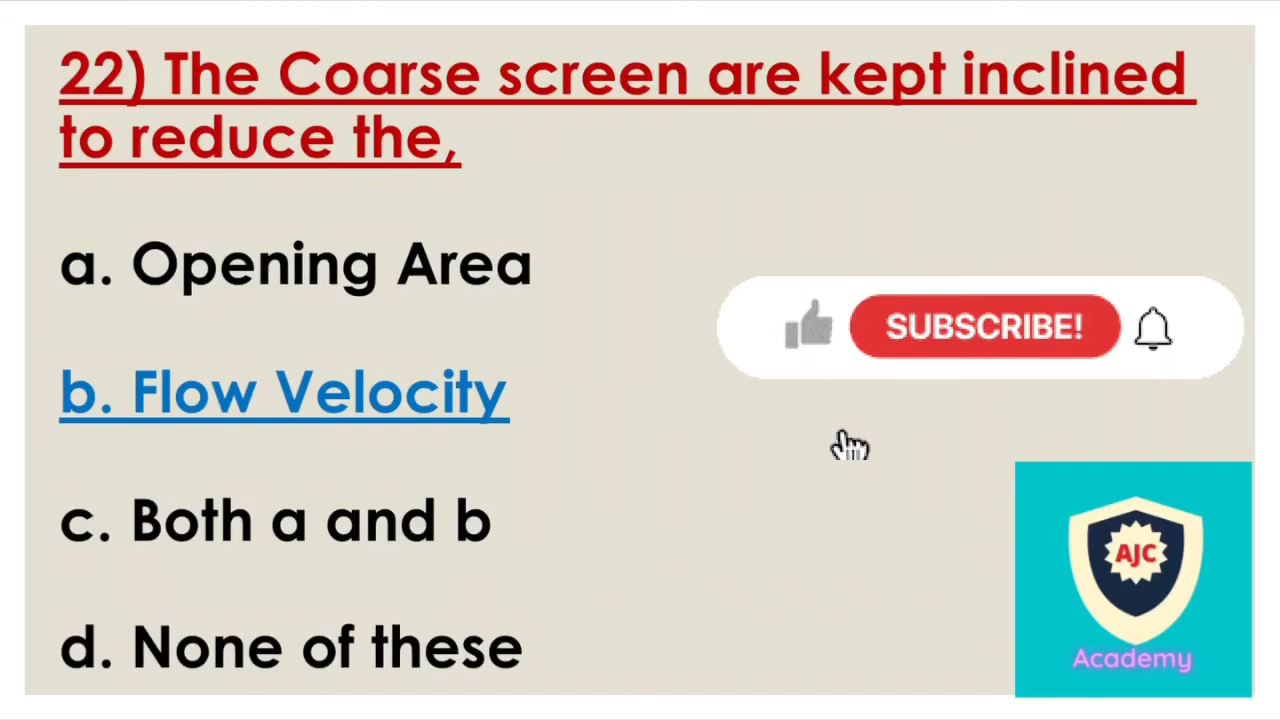 22) The Coarse screen are kept inclined
to reduce the,
a. Opening Area
SUBSCRIBE!
b. Flow Velocity
c. Both a and b
AJC
d. None of these
Academy